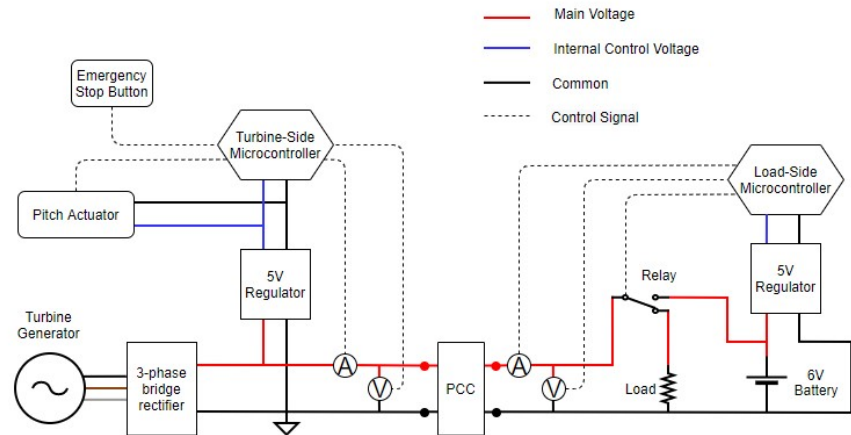 Main Voltage
Internal Control Voltage
Common
Control Signal
Emergency
Stop Button
Turbine-Side
Microcontroller
Load-Side
Microcontroller
Pitch Actuator
5V
Regulator
5V
Regulator
Relay
Turbine
Generator
3-phase
bridge
rectifier
A
V
PCC
A
V
Load
6V
Battery